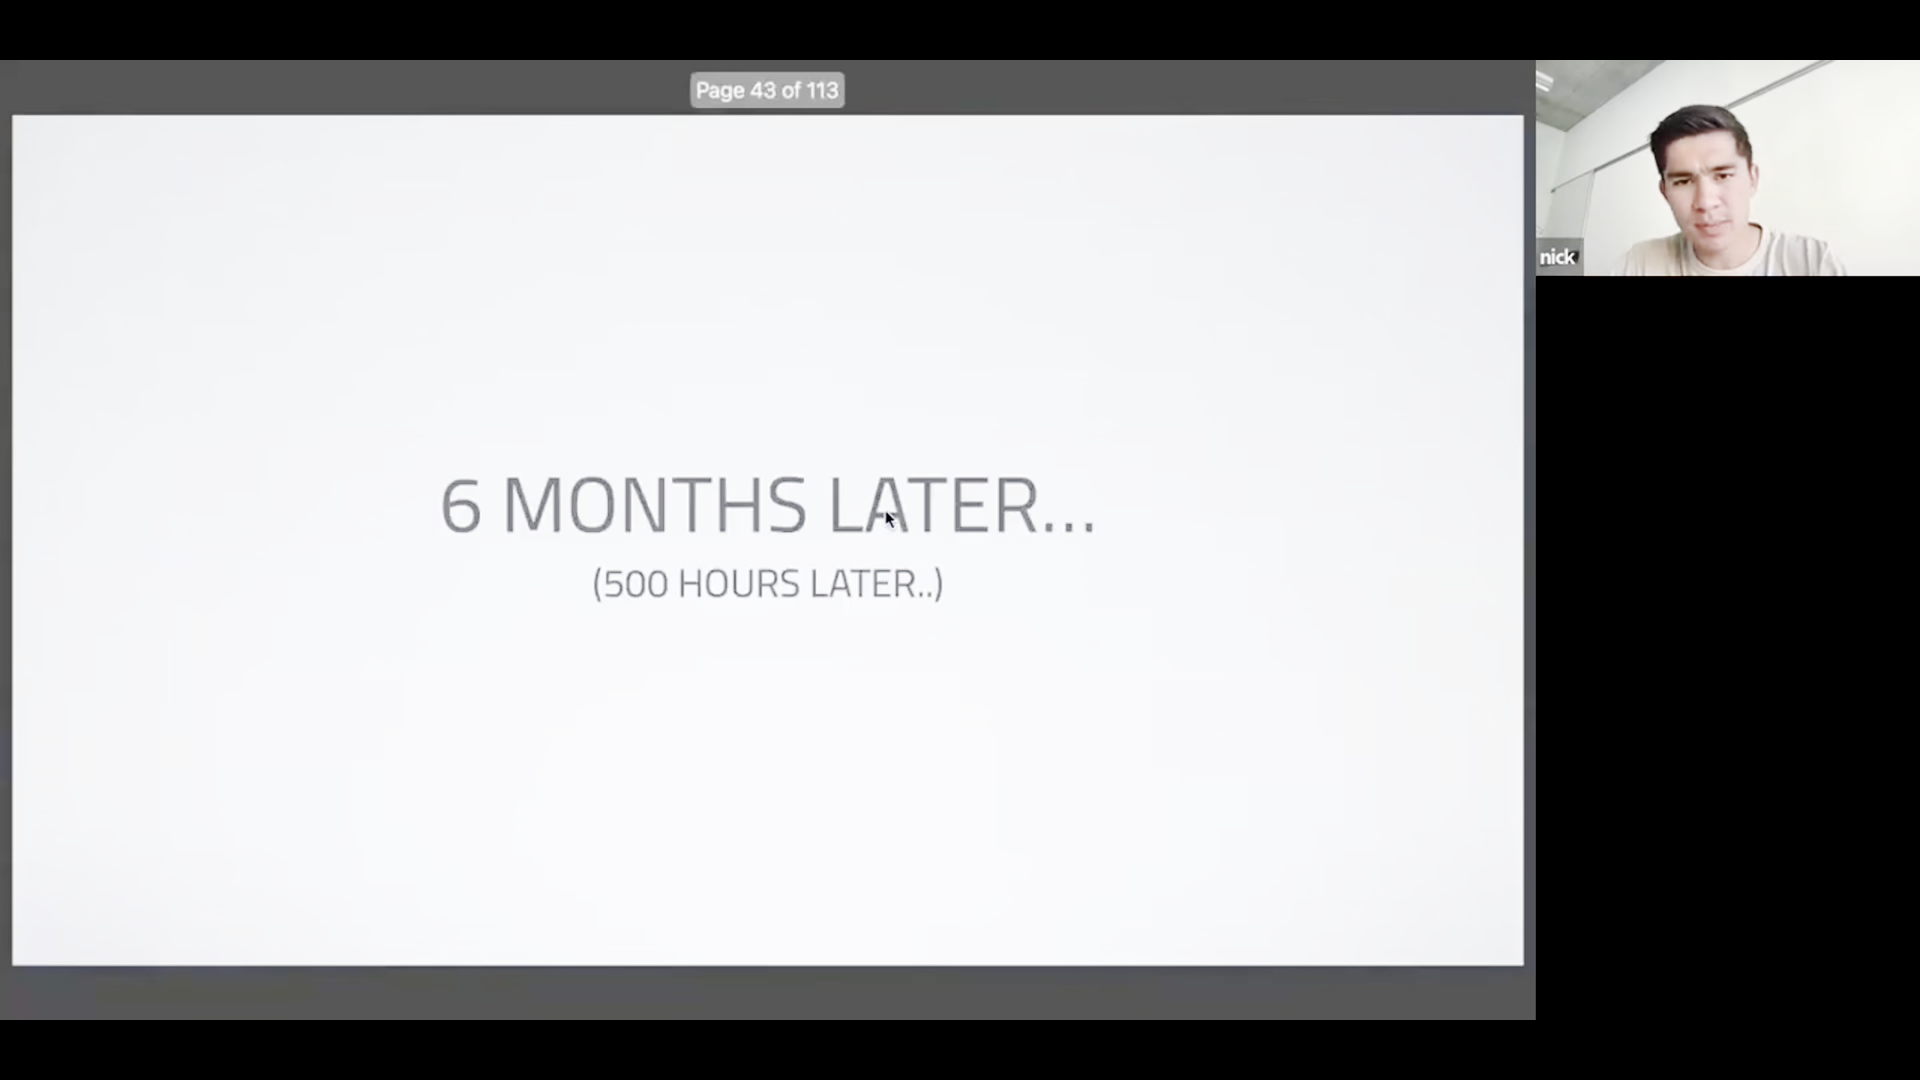 Page 43 of 113
6 MONTHS LATER...
(500 HOURS LATER..)
nick